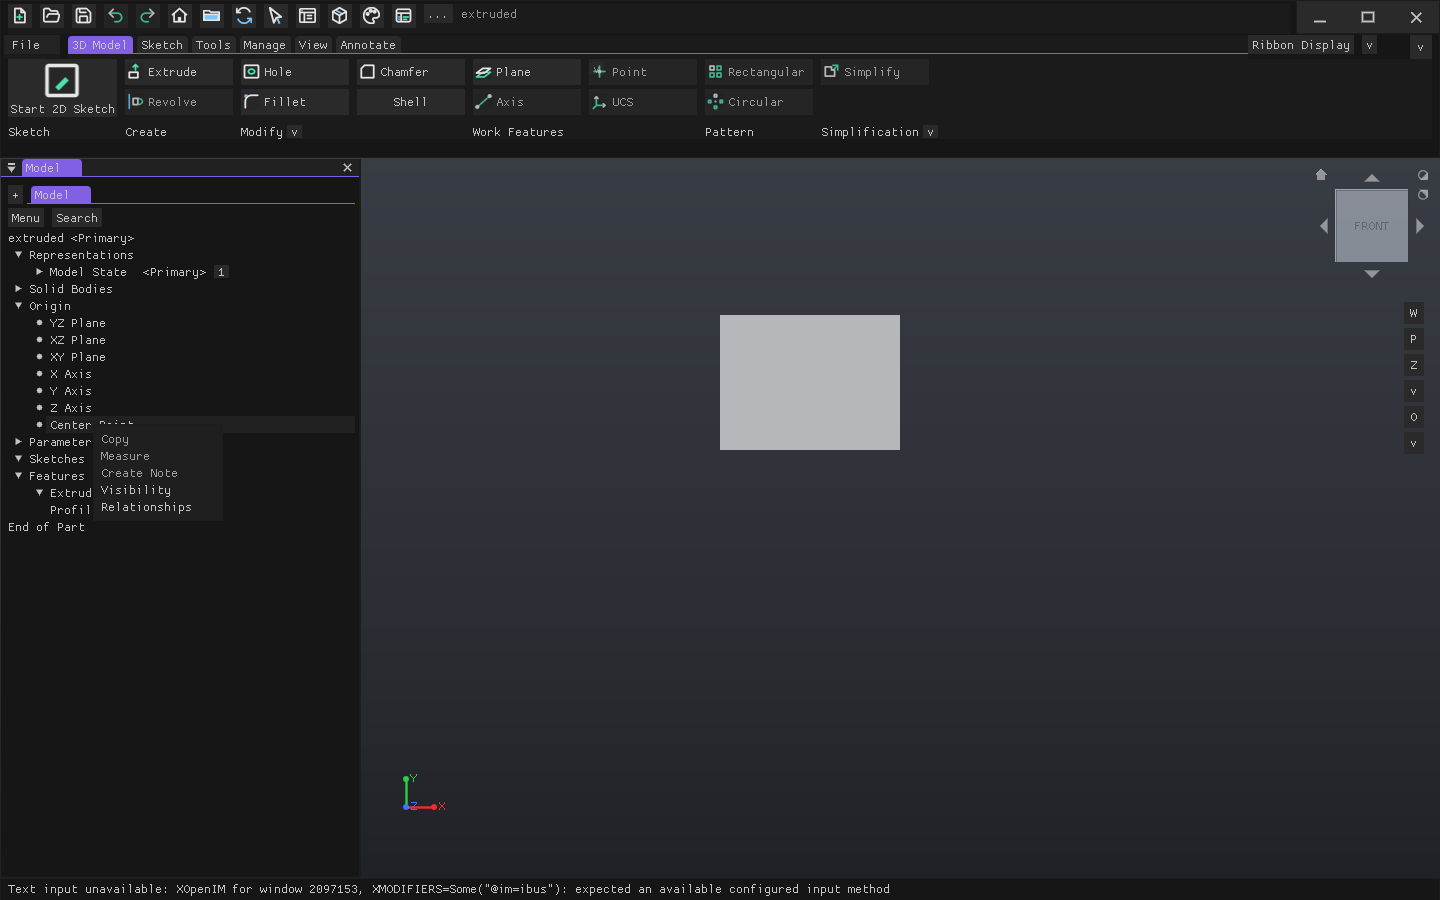 ... extruded
File 3D Model Sketch Tools Manage View Annotate Ribbon Display v v
Start 2D Sketch
Extrude
Revolve
Hole
Fillet
Chamfer
Shell
Plane
Axis
Point
UCS
Rectangular
Circular
Simplify
Sketch Create Modify v Work Features Pattern Simplification v
Model
+ Model
Menu Search
extruded <Primary>
Representations
Model State <Primary> 1
Solid Bodies
Origin
YZ Plane
XZ Plane
XY Plane
X Axis
Y Axis
Z Axis
Center Point
Parameter
Sketches
Features
Extrud
Profil
End of Part
Copy
Measure
Create Note
Visibility
Relationships
FRONT
W
P
Z
v
O
v
Y
Z X
Text input unavailable: XOpenIM for window 2097153, XMODIFIERS=Some("@im=ibus"): expected an available configured input method